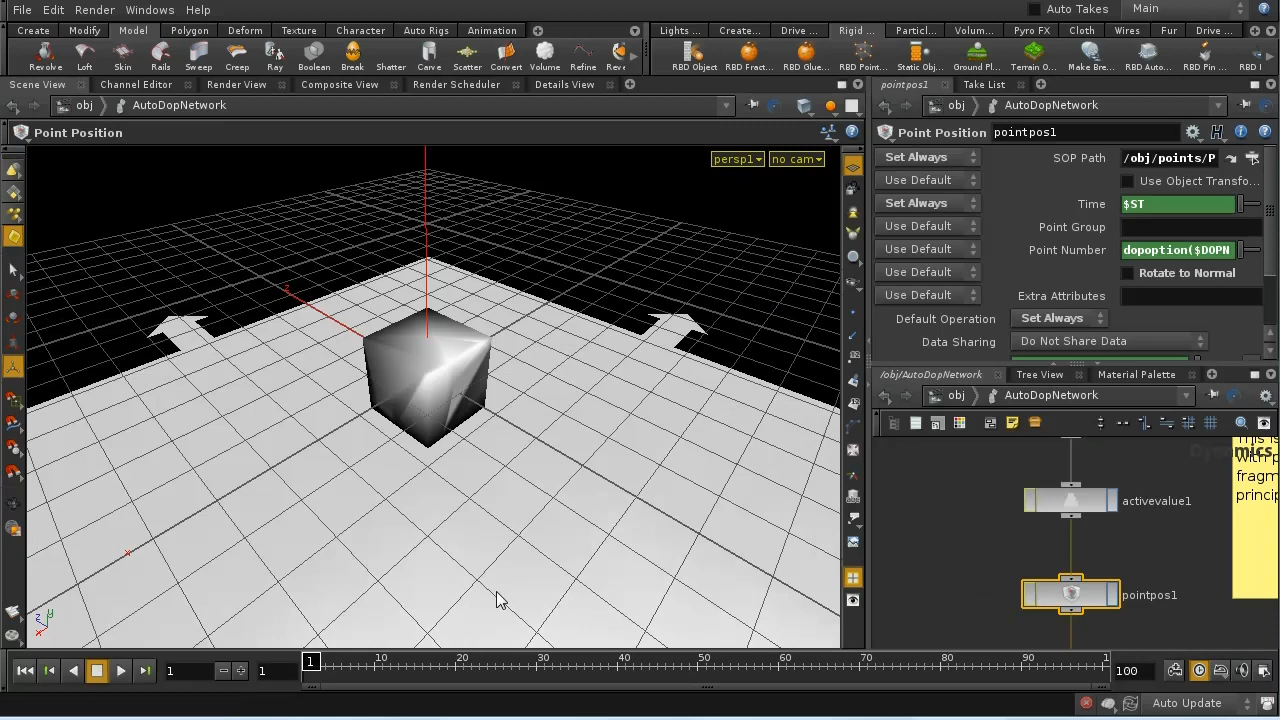 File Edit Render Windows Help Auto Takes Main
Create Modify Model Polygon Deform Texture Character Auto Rigs Animation Lights ... Create... Drive ... Rigid ... Particl... Volum... Pyro FX Cloth Wires Fur Drive ...
Revolve Loft Skin Rails Sweep Creep Ray Boolean Break Shatter Carve Scatter Convert Volume Refine RBD Object RBD Fract... RBD Glue... RBD Point... Static Obj... Ground Pl... Terrain O... Make Bre... RBD Auto... RBD Pin ... RBD I
Scene View Channel Editor Render View Composite View Render Scheduler Details View pointpos1 Take List
obj AutoDopNetwork obj AutoDopNetwork
Point Position Point Position pointpos1
persp1 no cam
Set Always SOP Path /obj/points/P
Use Default Use Object Transfo...
Set Always Time $ST
Use Default Point Group
Use Default Point Number dopoption($DOPN
Use Default Rotate to Normal
Use Default Extra Attributes
Default Operation Set Always
Data Sharing Do Not Share Data
/obj/AutoDopNetwork Tree View Material Palette
obj AutoDopNetwork
This is
With p
fragm
princip
activevalue1
pointpos1
z
x
z y
x
1 1 1 10 20 30 40 50 60 70 80 90 1 100
Auto Update